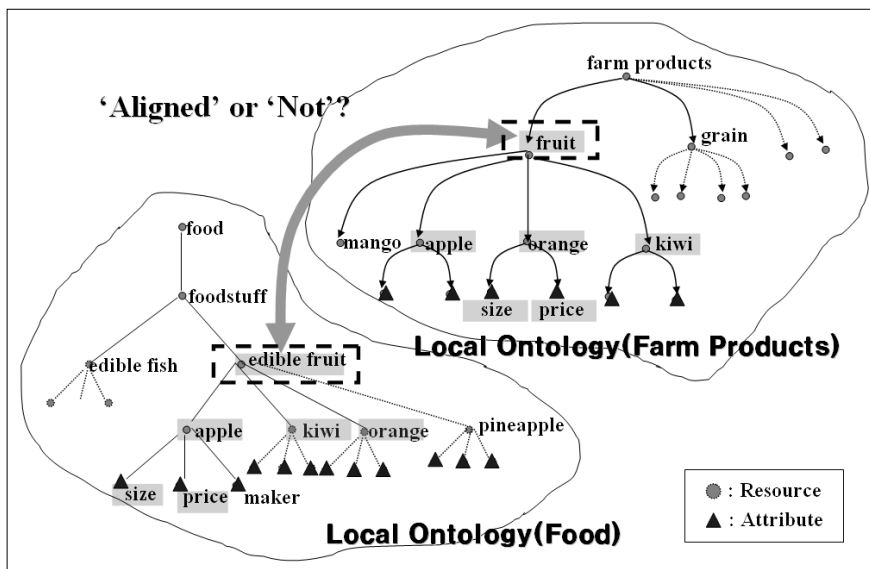 farm products
'Aligned' or 'Not'?
fruit
grain
mango
apple
orange
kiwi
size
price
Local Ontology(Farm Products)
food
foodstuff
edible fish
edible fruit
apple
kiwi
orange
pineapple
size
price
maker
Local Ontology(Food)
: Resource
: Attribute